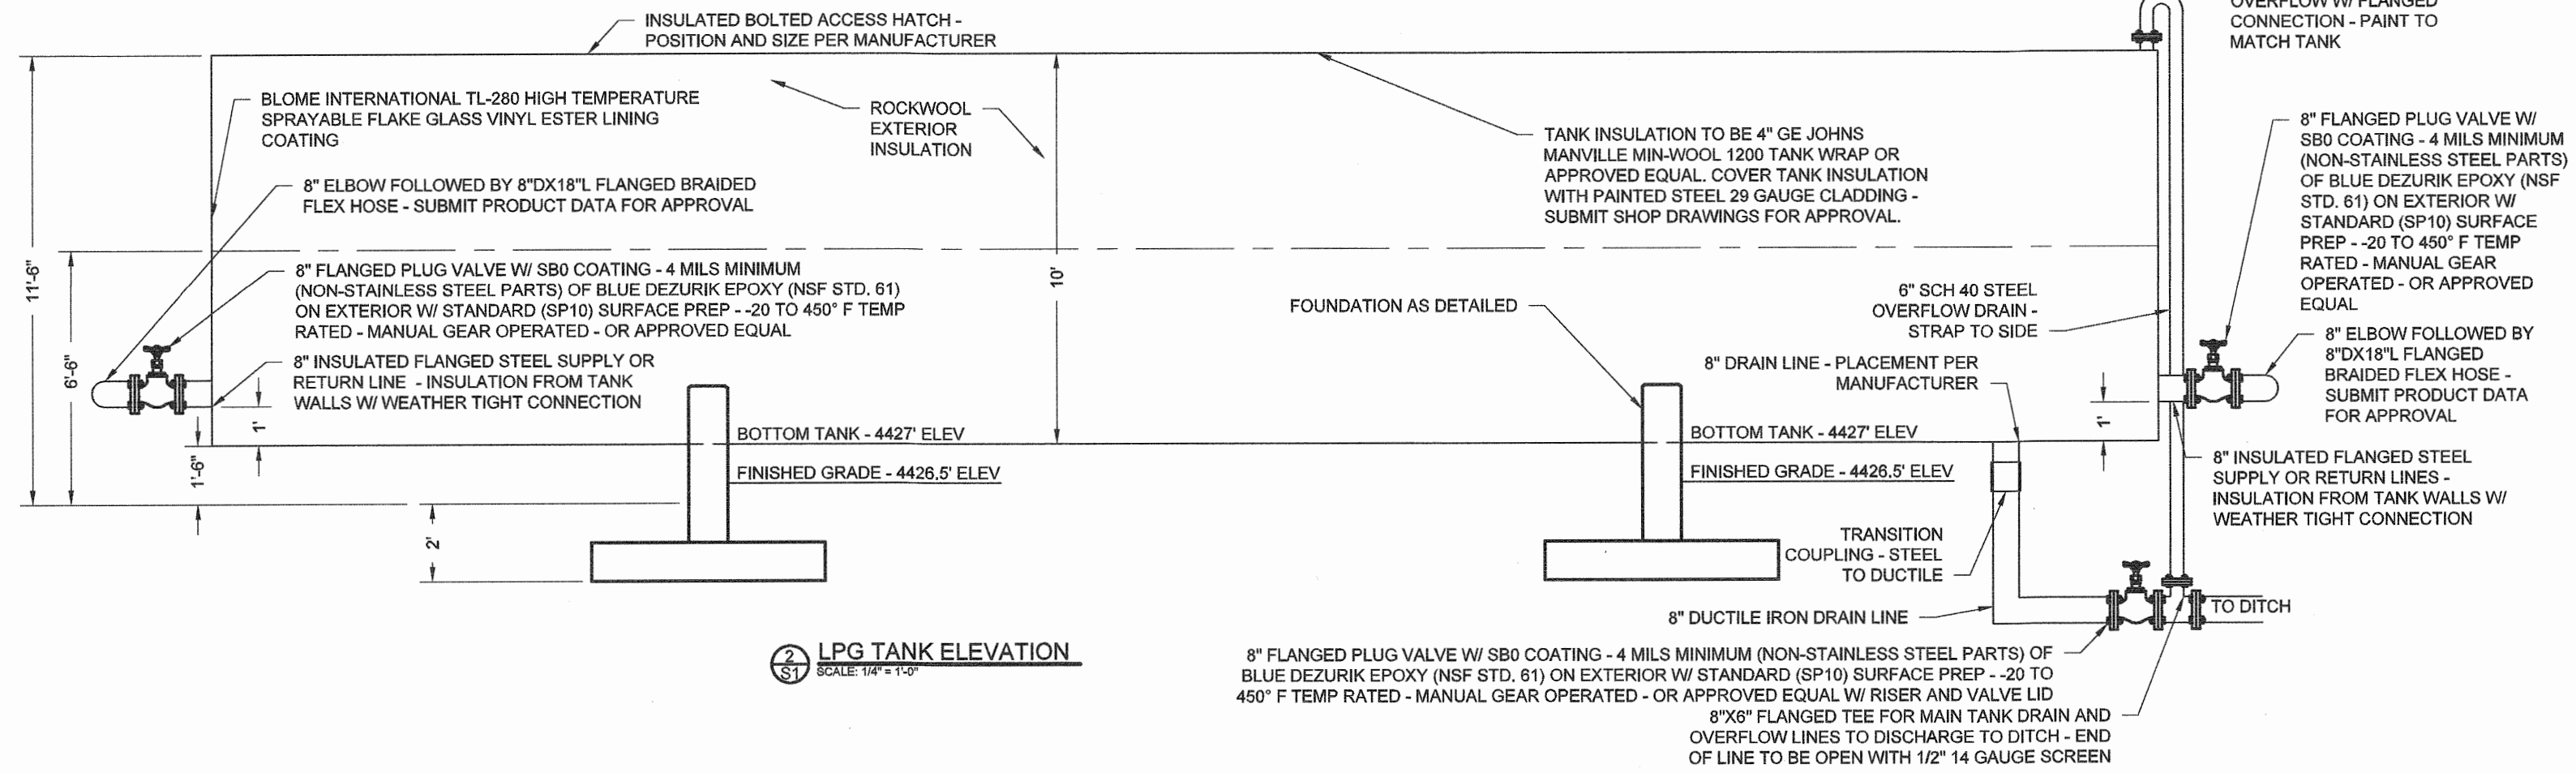 INSULATED BOLTED ACCESS HATCH -
POSITION AND SIZE PER MANUFACTURER
OVERFLOW W/ FLANGED
CONNECTION - PAINT TO
MATCH TANK
BLOME INTERNATIONAL TL-280 HIGH TEMPERATURE
SPRAYABLE FLAKE GLASS VINYL ESTER LINING
COATING
ROCKWOOL
EXTERIOR
INSULATION
TANK INSULATION TO BE 4" GE JOHNS
MANVILLE MIN-WOOL 1200 TANK WRAP OR
APPROVED EQUAL. COVER TANK INSULATION
WITH PAINTED STEEL 29 GAUGE CLADDING -
SUBMIT SHOP DRAWINGS FOR APPROVAL.
8" FLANGED PLUG VALVE W/
SB0 COATING - 4 MILS MINIMUM
(NON-STAINLESS STEEL PARTS)
OF BLUE DEZURIK EPOXY (NSF
STD. 61) ON EXTERIOR W/
STANDARD (SP10) SURFACE
PREP - -20 TO 450° F TEMP
RATED - MANUAL GEAR
OPERATED - OR APPROVED
EQUAL
8" ELBOW FOLLOWED BY 8"DX18"L FLANGED BRAIDED
FLEX HOSE - SUBMIT PRODUCT DATA FOR APPROVAL
11'-6"
6'-6"
10'
8" FLANGED PLUG VALVE W/ SB0 COATING - 4 MILS MINIMUM
(NON-STAINLESS STEEL PARTS) OF BLUE DEZURIK EPOXY (NSF STD. 61)
ON EXTERIOR W/ STANDARD (SP10) SURFACE PREP - -20 TO 450° F TEMP
RATED - MANUAL GEAR OPERATED - OR APPROVED EQUAL
FOUNDATION AS DETAILED
6" SCH 40 STEEL
OVERFLOW DRAIN -
STRAP TO SIDE
8" ELBOW FOLLOWED BY
8"DX18"L FLANGED
BRAIDED FLEX HOSE -
SUBMIT PRODUCT DATA
FOR APPROVAL
8" INSULATED FLANGED STEEL SUPPLY OR
RETURN LINE - INSULATION FROM TANK
WALLS W/ WEATHER TIGHT CONNECTION
8" DRAIN LINE - PLACEMENT PER
MANUFACTURER
1'
1'
1'-6"
BOTTOM TANK - 4427' ELEV
FINISHED GRADE - 4426.5' ELEV
BOTTOM TANK - 4427' ELEV
FINISHED GRADE - 4426.5' ELEV
8" INSULATED FLANGED STEEL
SUPPLY OR RETURN LINES -
INSULATION FROM TANK WALLS W/
WEATHER TIGHT CONNECTION
2'
TRANSITION
COUPLING - STEEL
TO DUCTILE
8" DUCTILE IRON DRAIN LINE
TO DITCH
2
S1
LPG TANK ELEVATION
SCALE: 1/4" = 1'-0"
8" FLANGED PLUG VALVE W/ SB0 COATING - 4 MILS MINIMUM (NON-STAINLESS STEEL PARTS) OF
BLUE DEZURIK EPOXY (NSF STD. 61) ON EXTERIOR W/ STANDARD (SP10) SURFACE PREP - -20 TO
450° F TEMP RATED - MANUAL GEAR OPERATED - OR APPROVED EQUAL W/ RISER AND VALVE LID
8"X6" FLANGED TEE FOR MAIN TANK DRAIN AND
OVERFLOW LINES TO DISCHARGE TO DITCH - END
OF LINE TO BE OPEN WITH 1/2" 14 GAUGE SCREEN